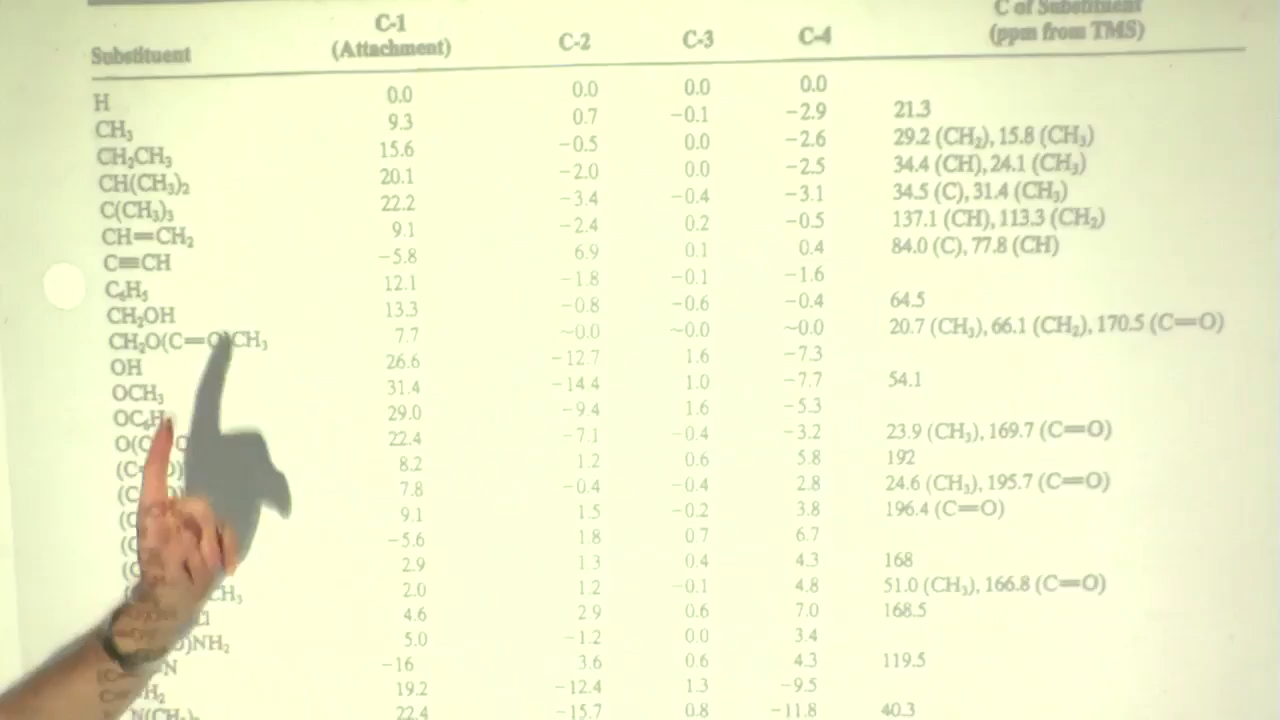 C-1 C of Substituent
Substituent (Attachment) C-2 C-3 C-4 (ppm from TMS)
H 0.0 0.0 0.0 0.0
CH₃ 9.3 0.7 −0.1 −2.9 21.3
CH₂CH₃ 15.6 −0.5 0.0 −2.6 29.2 (CH₂), 15.8 (CH₃)
CH(CH₃)₂ 20.1 −2.0 0.0 −2.5 34.4 (CH), 24.1 (CH₃)
C(CH₃)₃ 22.2 −3.4 −0.4 −3.1 34.5 (C), 31.4 (CH₃)
CH=CH₂ 9.1 −2.4 0.2 −0.5 137.1 (CH), 113.3 (CH₂)
C≡CH −5.8 6.9 0.1 0.4 84.0 (C), 77.8 (CH)
C₆H₅ 12.1 −1.8 −0.1 −1.6
CH₂OH 13.3 −0.8 −0.6 −0.4 64.5
CH₂O(C=O)CH₃ 7.7 ~0.0 ~0.0 ~0.0 20.7 (CH₃), 66.1 (CH₂), 170.5 (C=O)
OH 26.6 −12.7 1.6 −7.3
OCH₃ 31.4 −14.4 1.0 −7.7 54.1
OC₆H₅ 29.0 −9.4 1.6 −5.3
22.4 −7.1 −0.4 −3.2 23.9 (CH₃), 169.7 (C=O)
8.2 1.2 0.6 5.8 192
7.8 −0.4 −0.4 2.8 24.6 (CH₃), 195.7 (C=O)
9.1 1.5 −0.2 3.8 196.4 (C=O)
−5.6 1.8 0.7 6.7
2.9 1.3 0.4 4.3 168
2.0 1.2 −0.1 4.8 51.0 (CH₃), 166.8 (C=O)
4.6 2.9 0.6 7.0 168.5
)NH₂ 5.0 −1.2 0.0 3.4
−16 3.6 0.6 4.3 119.5
19.2 −12.4 1.3 −9.5
N(CH₃)₂ 22.4 −15.7 0.8 −11.8 40.3